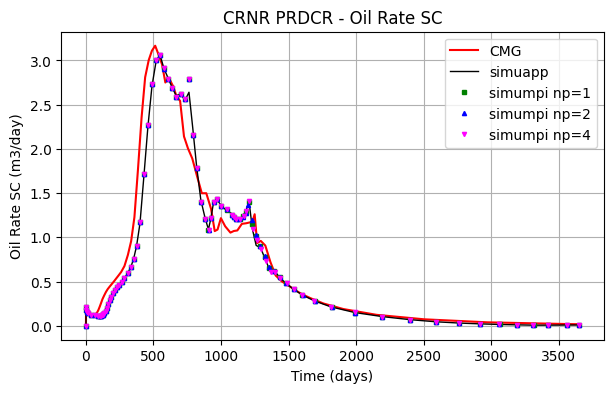 CRNR PRDCR - Oil Rate SC
CMG
simuapp
simumpi np=1
simumpi np=2
simumpi np=4
Oil Rate SC (m3/day)
3.0
2.5
2.0
1.5
1.0
0.5
0.0
0 500 1000 1500 2000 2500 3000 3500
Time (days)